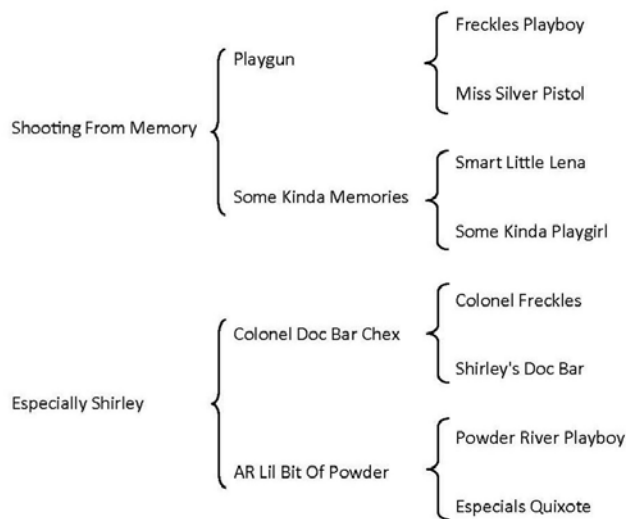 Freckles Playboy
Playgun
Miss Silver Pistol
Shooting From Memory
Smart Little Lena
Some Kinda Memories
Some Kinda Playgirl
Colonel Freckles
Colonel Doc Bar Chex
Shirley's Doc Bar
Especially Shirley
Powder River Playboy
AR Lil Bit Of Powder
Especials Quixote